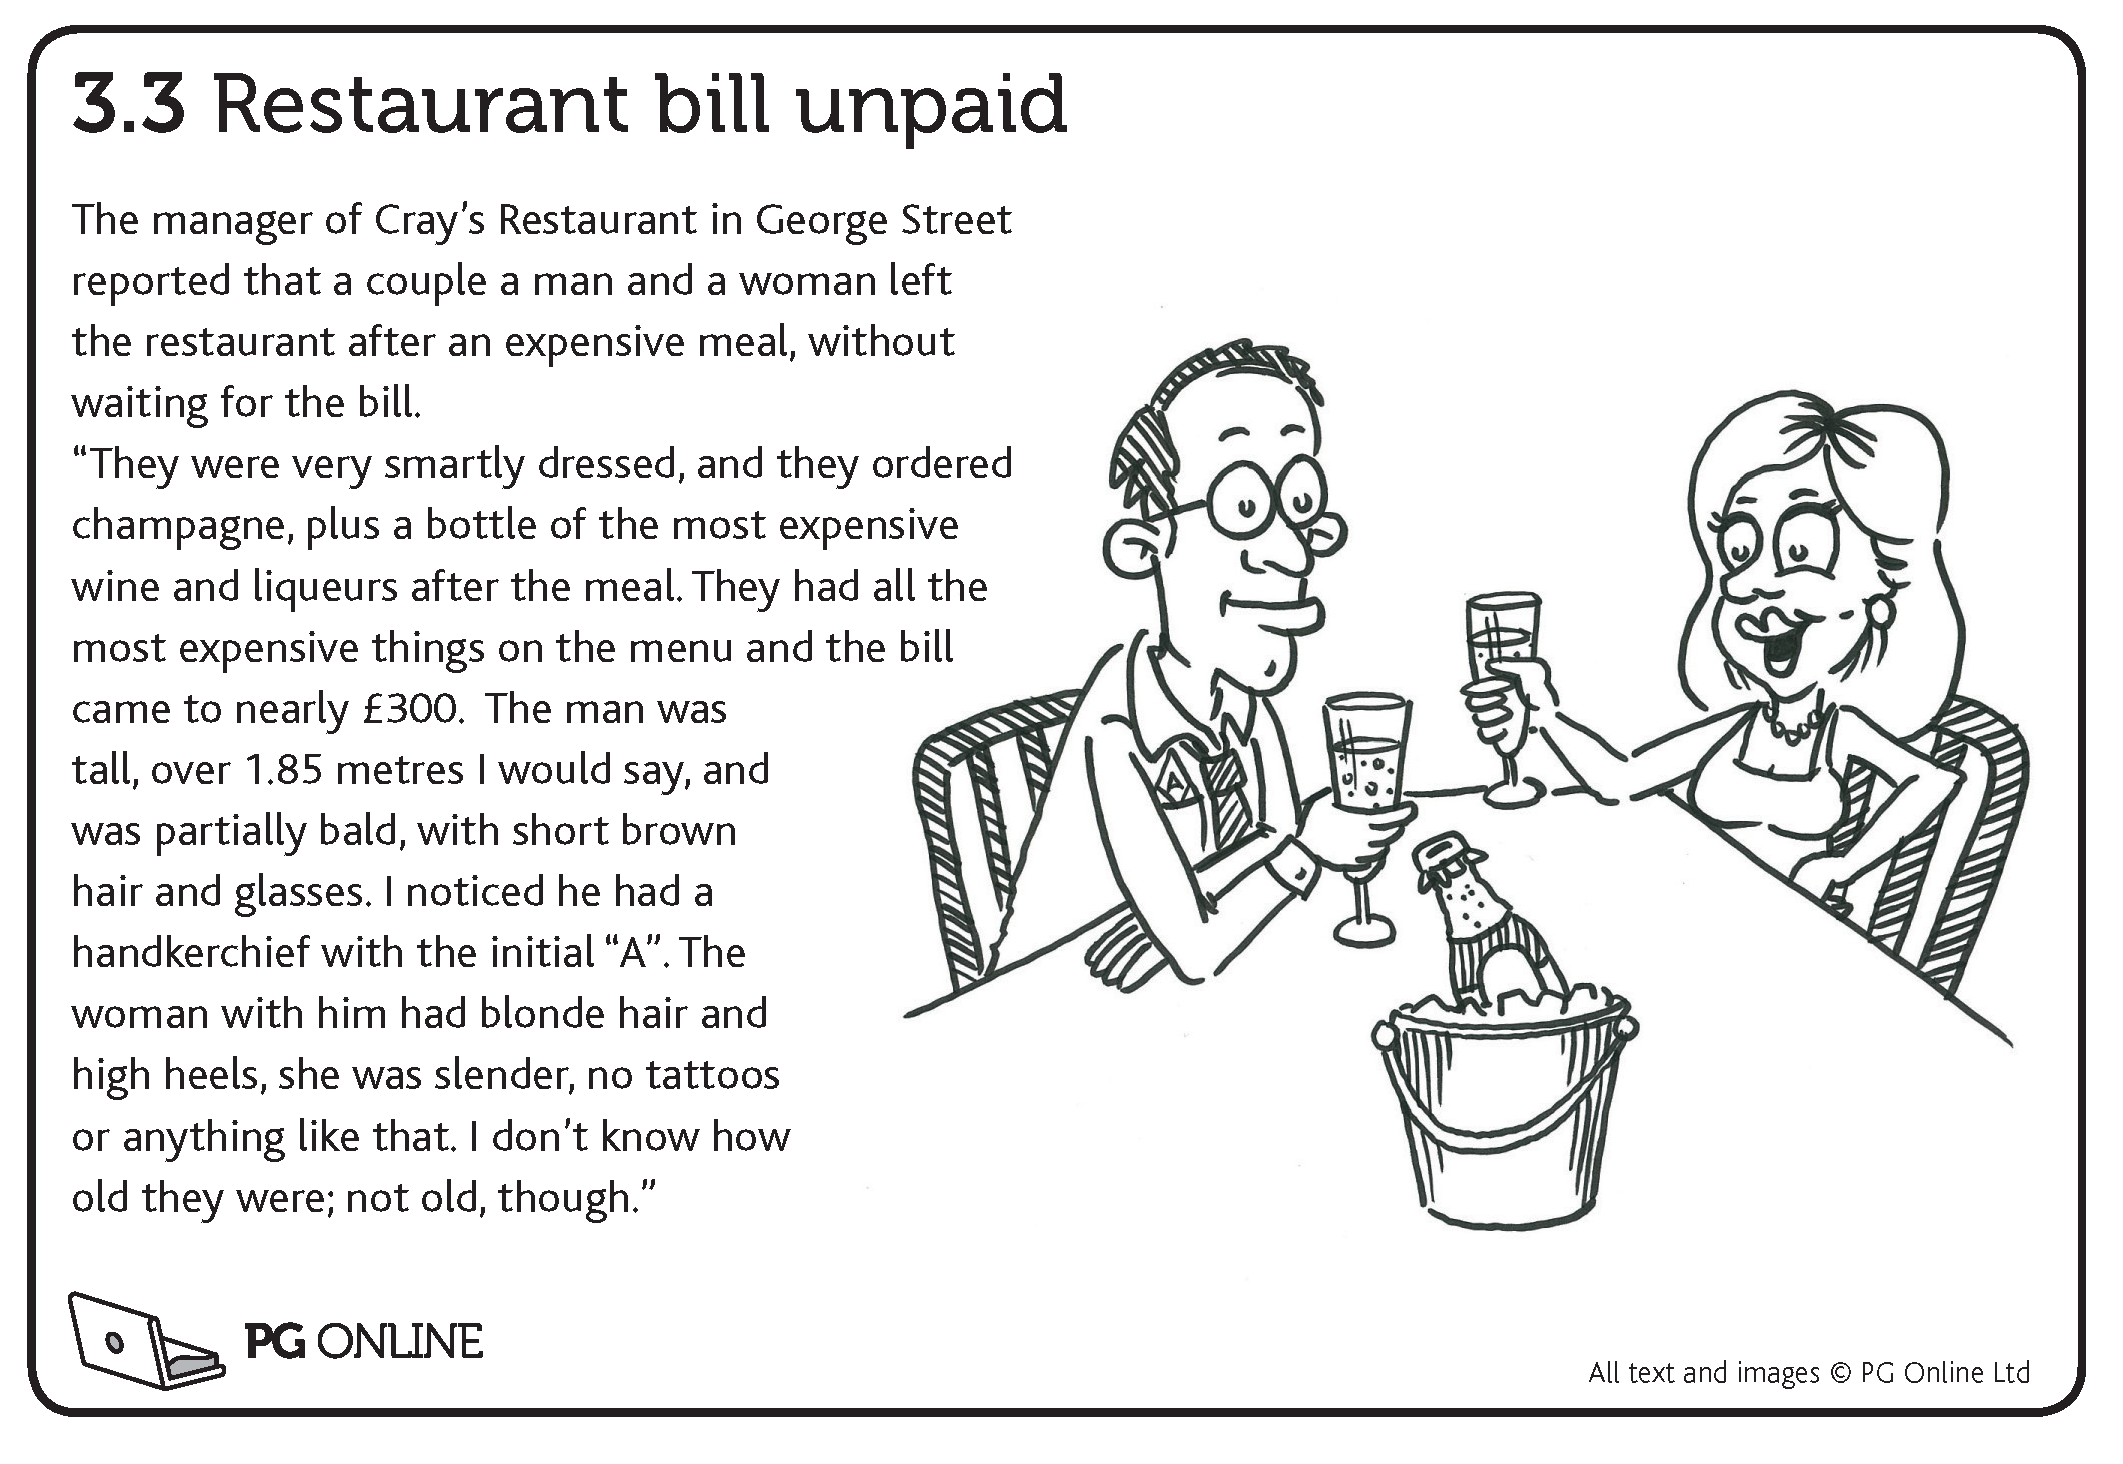 3.3 Restaurant bill unpaid
The manager of Cray’s Restaurant in George Street
reported that a couple a man and a woman left
the restaurant after an expensive meal, without
waiting for the bill.
“They were very smartly dressed, and they ordered
champagne, plus a bottle of the most expensive
wine and liqueurs after the meal. They had all the
most expensive things on the menu and the bill
came to nearly £300.  The man was
tall, over 1.85 metres I would say, and
was partially bald, with short brown
hair and glasses. I noticed he had a
handkerchief with the initial “A”. The
woman with him had blonde hair and
high heels, she was slender, no tattoos
or anything like that. I don’t know how
old they were; not old, though.”
A
PG ONLINE
All text and images © PG Online Ltd